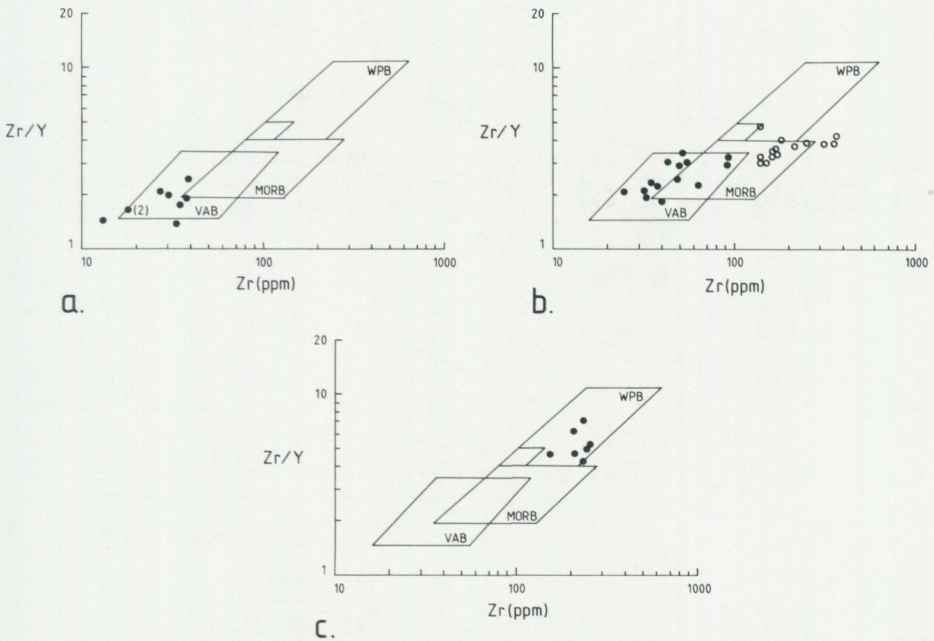 20
10
Zr/Y
1
10
100
1000
Zr(ppm)
WPB
MORB
VAB
(2)
a.
20
10
Zr/Y
1
10
100
1000
Zr(ppm)
WPB
MORB
VAB
b.
20
10
Zr/Y
1
10
100
1000
Zr(ppm)
WPB
MORB
VAB
c.